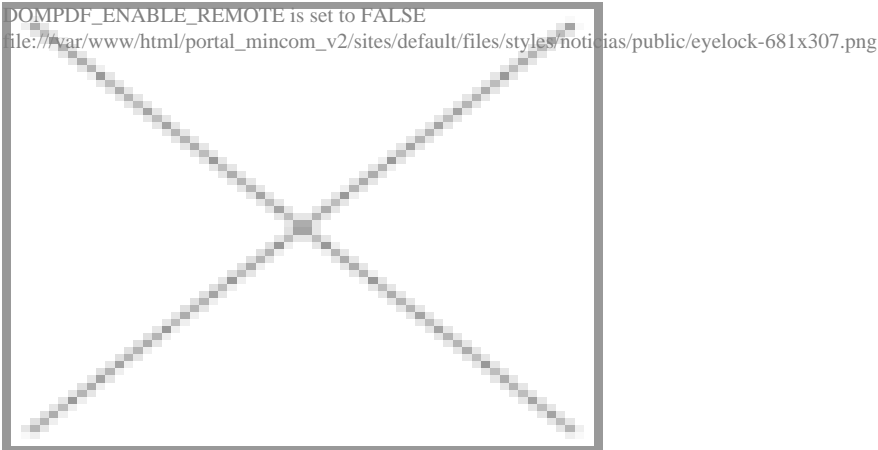 DOMPDF_ENABLE_REMOTE is set to FALSE
file:///var/www/html/portal_mincom_v2/sites/default/files/styles/noticias/public/eyelock-681x307.png